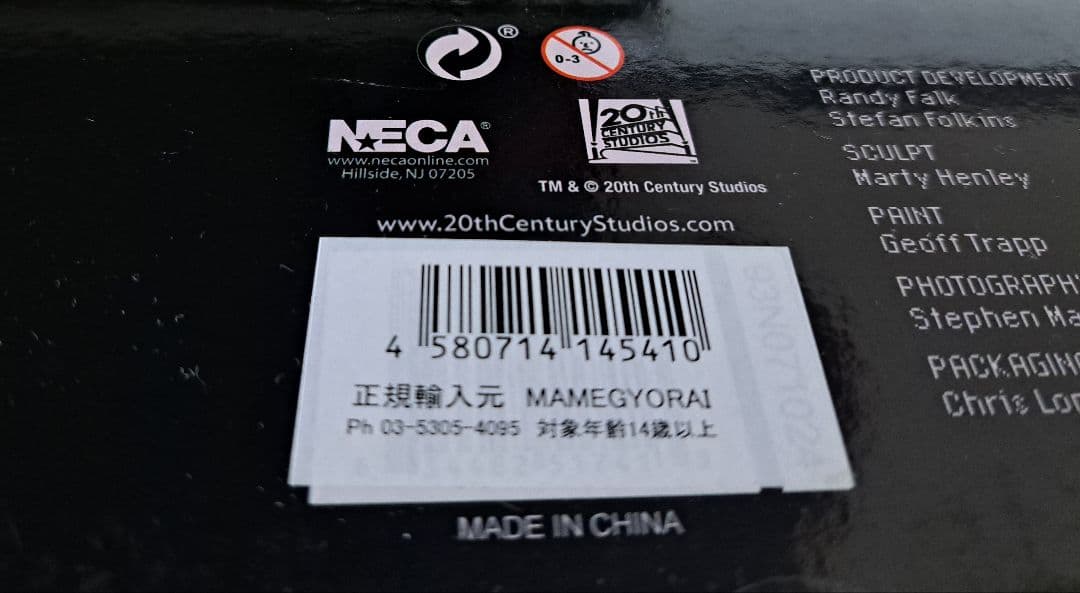 ®
0-3
NECA®
www.necaonline.com
Hillside, NJ 07205
20th
CENTURY
STUDIOS
TM & © 20th Century Studios
www.20thCenturyStudios.com
4 580714 145410
正規輸入元 MAMEGYORAI
Ph 03-5305-4095 対象年齢14歳以上
MADE IN CHINA
PRODUCT DEVELOPMENT
Randy Falk
Stefan Folkins
SCULPT
Marty Henley
PAINT
Geoff Trapp
Stephen
Chris